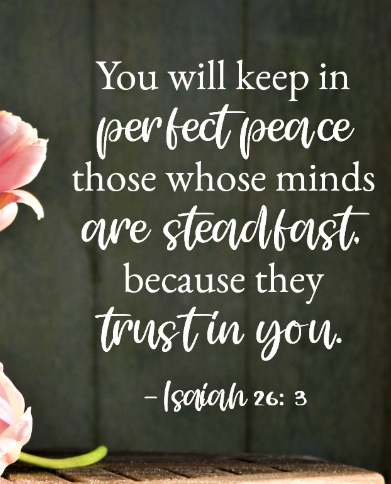 You will keep in
perfect peace
those whose minds
are steadfast,
because they
trust in you.
- Isaiah 26: 3